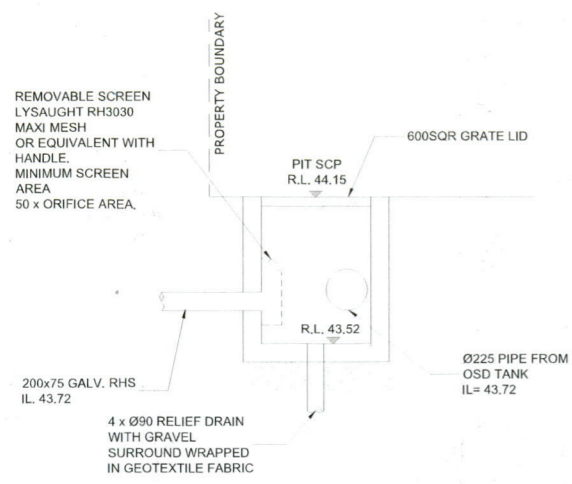 PROPERTY BOUNDARY
REMOVABLE SCREEN
LYSAUGHT RH3030
MAXI MESH
OR EQUIVALENT WITH
HANDLE.
MINIMUM SCREEN
AREA
50 x ORIFICE AREA.
600SQR GRATE LID
PIT SCP
R.L. 44.15
R.L. 43.52
200x75 GALV. RHS
IL. 43.72
Ø225 PIPE FROM
OSD TANK
IL= 43.72
4 x Ø90 RELIEF DRAIN
WITH GRAVEL
SURROUND WRAPPED
IN GEOTEXTILE FABRIC